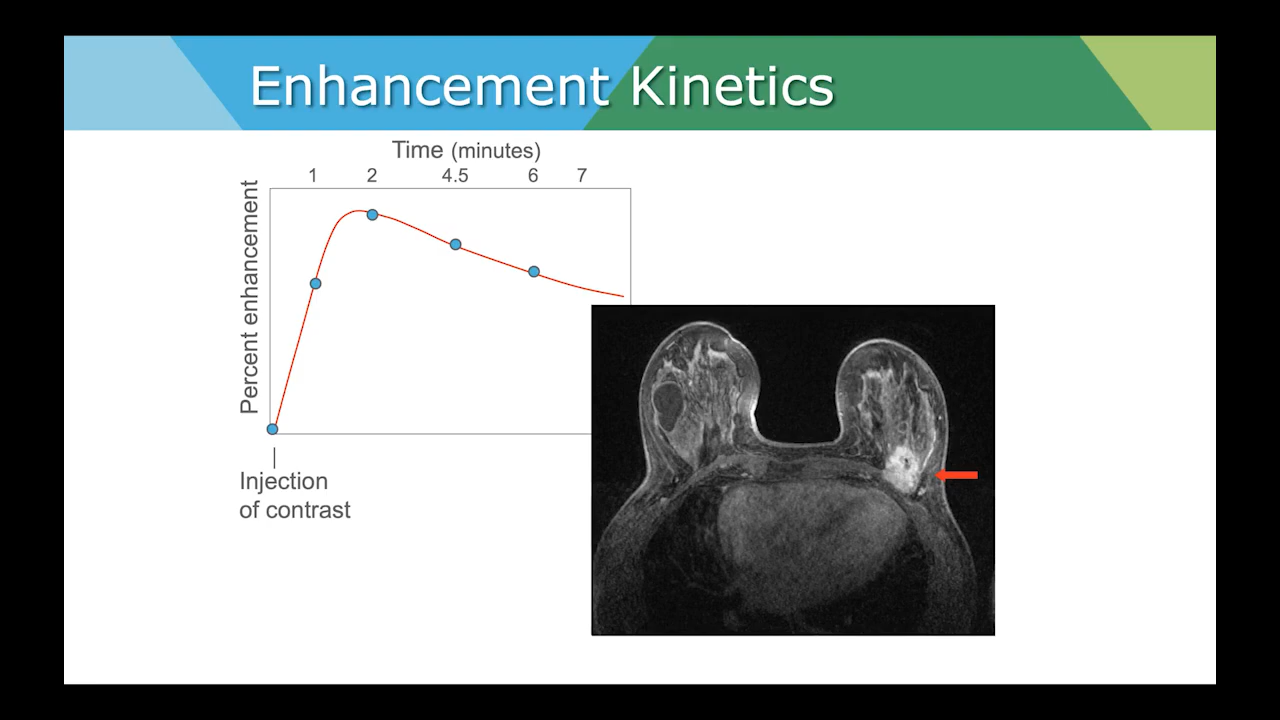 Enhancement Kinetics
Time (minutes)
1 2 4.5 6 7
Percent enhancement
Injection
of contrast